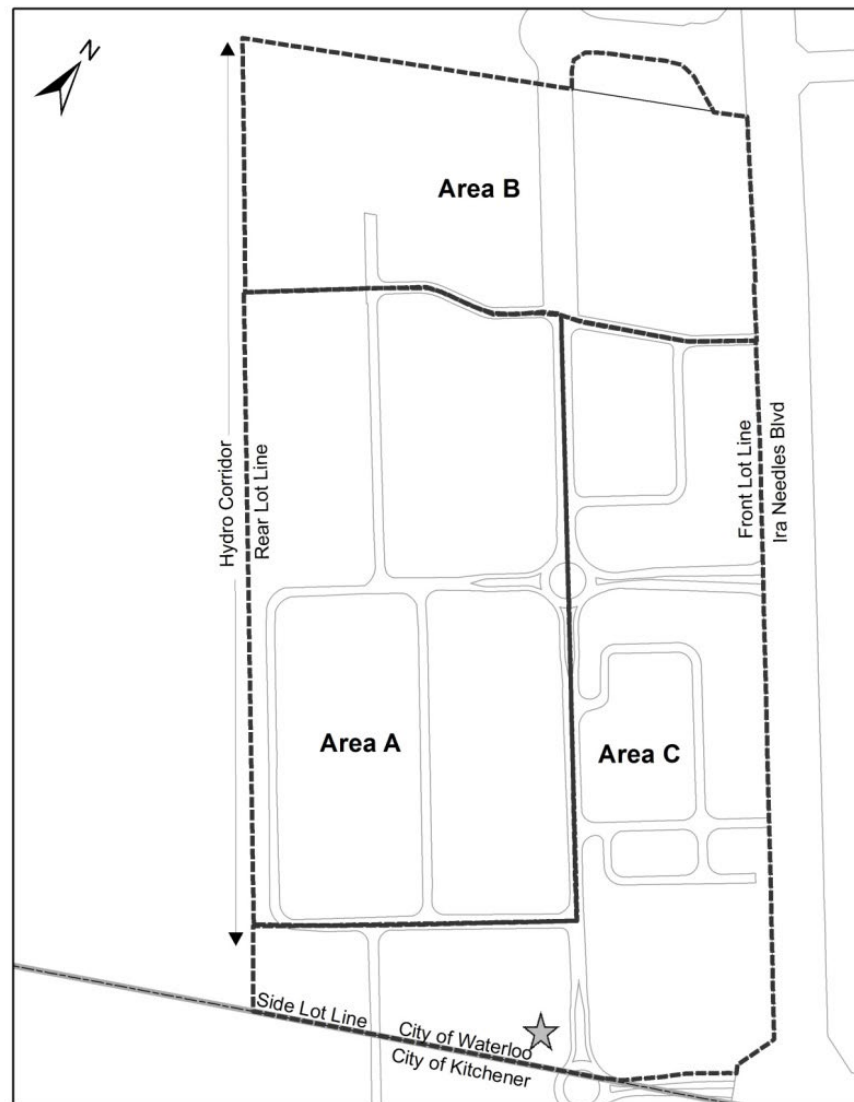 N
Area B
Hydro Corridor
Rear Lot Line
Front Lot Line
Ira Needles Blvd
Area A
Area C
Side Lot Line
City of Waterloo
City of Kitchener